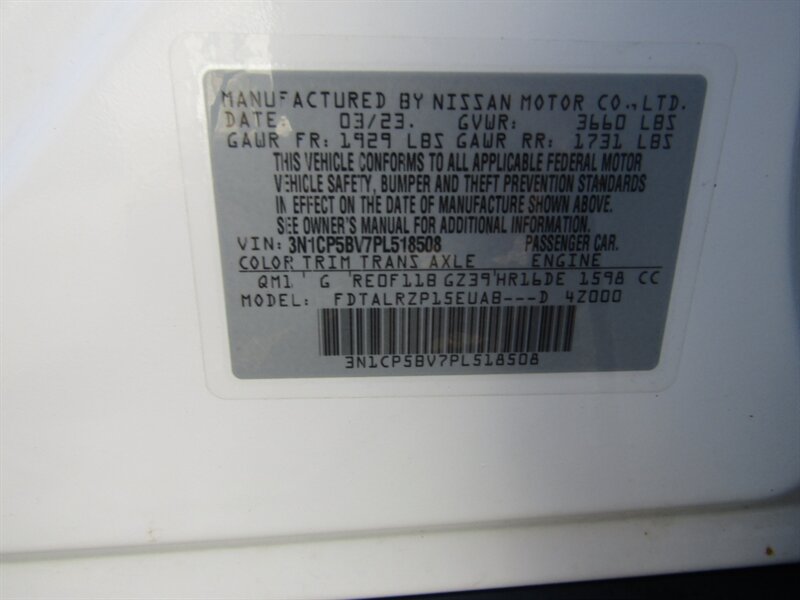 MANUFACTURED BY NISSAN MOTOR CO., LTD.
DATE: 03/23. GVWR: 3660 LBS
GAWR FR: 1929 LBS GAWR RR: 1731 LBS
THIS VEHICLE CONFORMS TO ALL APPLICABLE FEDERAL MOTOR
VEHICLE SAFETY, BUMPER AND THEFT PREVENTION STANDARDS
IN EFFECT ON THE DATE OF MANUFACTURE SHOWN ABOVE.
SEE OWNER'S MANUAL FOR ADDITIONAL INFORMATION.
VIN: 3N1CP5BV7PL518508 PASSENGER CAR.
COLOR TRIM TRANS AXLE ENGINE
QM1 G RE0F11B GZ39 HR16DE 1598 CC
MODEL: FDTALRZP15EUAB---D 4Z000
3N1CP5BV7PL518508